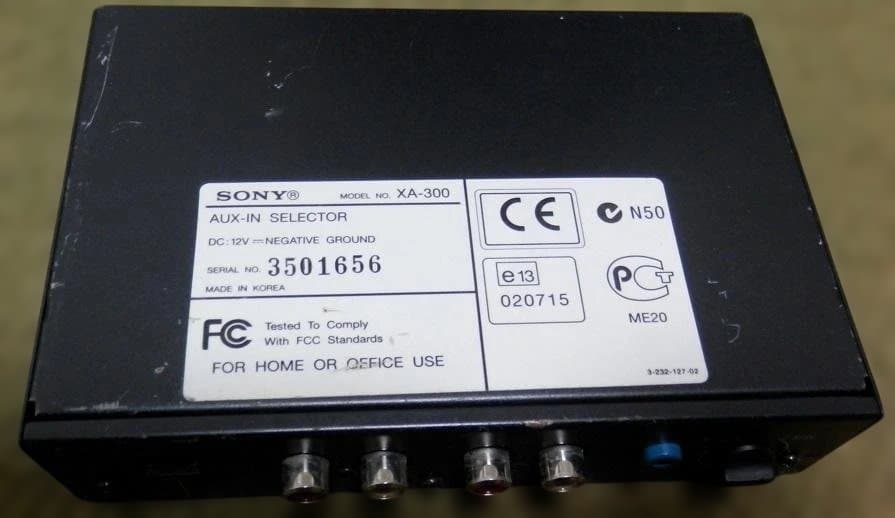 SONY® MODEL NO. XA-300
AUX-IN SELECTOR
DC: 12V ⎓ NEGATIVE GROUND
SERIAL NO. 3501656
MADE IN KOREA
FC Tested To Comply
With FCC Standards
FOR HOME OR OFFICE USE
CE
N50
e13
020715
PCT
ME20
3-232-127-02